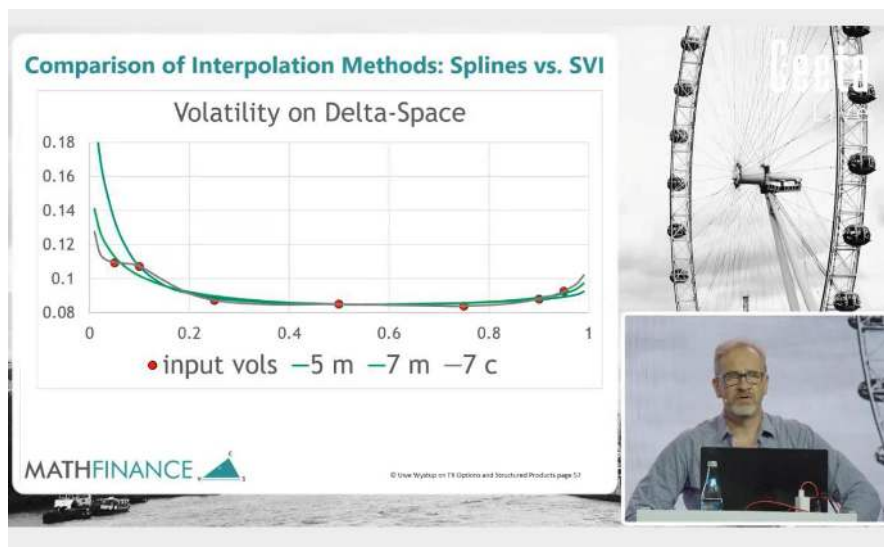 Comparison of Interpolation Methods: Splines vs. SVI
Volatility on Delta-Space
0.18
0.16
0.14
0.12
0.1
0.08
0 0.2 0.4 0.6 0.8 1
input vols 5 m 7 m 7 c
MATHFINANCE
© Uwe Wystup on FX Options and Structured Products page 57
Geeta